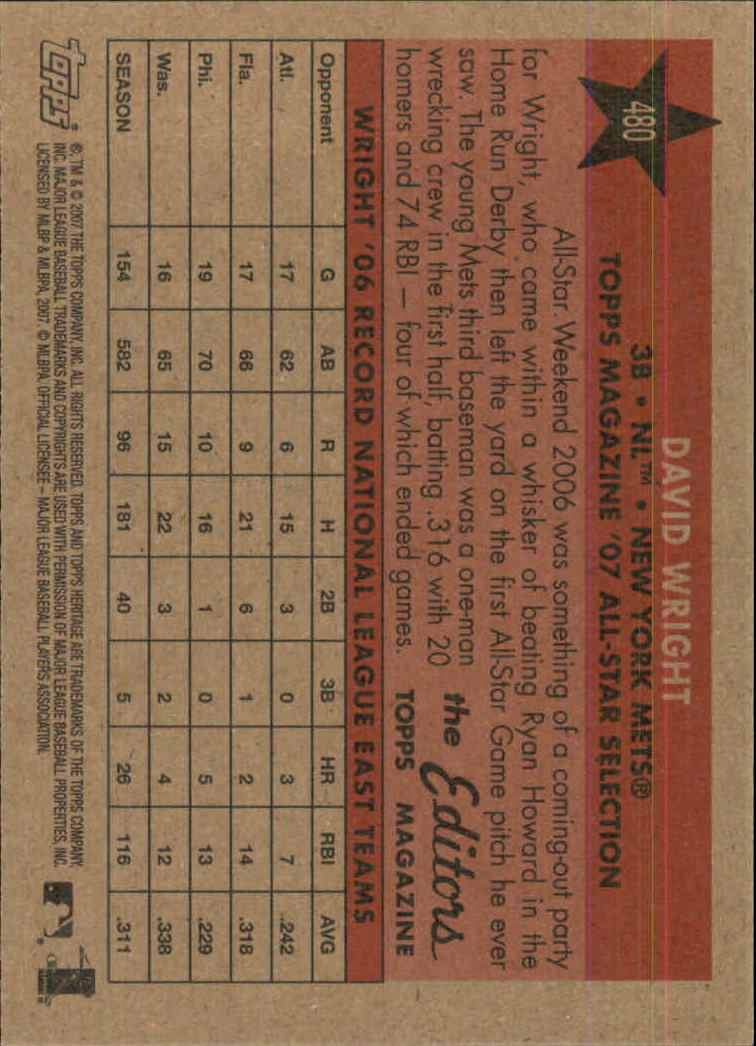 480
DAVID WRIGHT
3B • NL™ • NEW YORK METS®
TOPPS MAGAZINE '07 ALL-STAR SELECTION
All-Star Weekend 2006 was something of a coming-out party
for Wright, who came within a whisker of beating Ryan Howard in the
Home Run Derby then left the yard on the first All-Star Game pitch he ever
saw. The young Mets third baseman was a one-man
wrecking crew in the first half, batting .316 with 20
homers and 74 RBI — four of which ended games.
the Editors
TOPPS MAGAZINE
WRIGHT '06 RECORD NATIONAL LEAGUE EAST TEAMS
Opponent G AB R H 2B 3B HR RBI AVG
Atl. 17 62 6 15 3 0 3 7 .242
Fla. 17 66 9 21 6 1 2 14 .318
Phi. 19 70 10 16 1 0 5 13 .229
Was. 16 65 15 22 3 2 4 12 .338
SEASON 154 582 96 181 40 5 26 116 .311
topps®
®, TM & © 2007 THE TOPPS COMPANY, INC. ALL RIGHTS RESERVED. TOPPS AND TOPPS HERITAGE ARE TRADEMARKS OF THE TOPPS COMPANY,
INC. MAJOR LEAGUE BASEBALL TRADEMARKS AND COPYRIGHTS ARE USED WITH PERMISSION OF MAJOR LEAGUE BASEBALL PROPERTIES, INC.
LICENSED BY MLBP & MLBPA, 2007. © MLBPA. OFFICIAL LICENSEE – MAJOR LEAGUE BASEBALL PLAYERS ASSOCIATION.